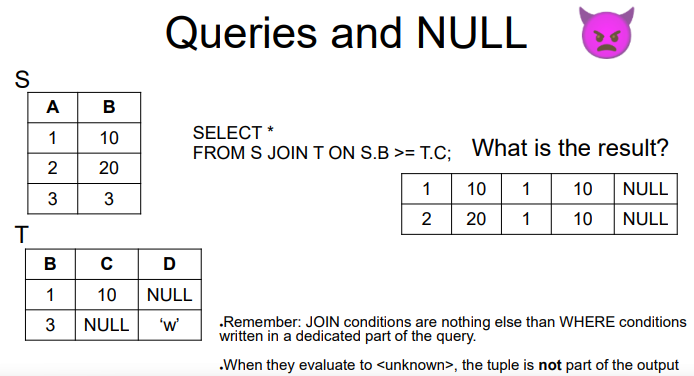 Queries and NULL
S
A B
1 10
2 20
3 3
SELECT *
FROM S JOIN T ON S.B >= T.C;
What is the result?
1 10 1 10 NULL
2 20 1 10 NULL
T
B C D
1 10 NULL
3 NULL ‘w’
•Remember: JOIN conditions are nothing else than WHERE conditions
written in a dedicated part of the query.
•When they evaluate to <unknown>, the tuple is not part of the output